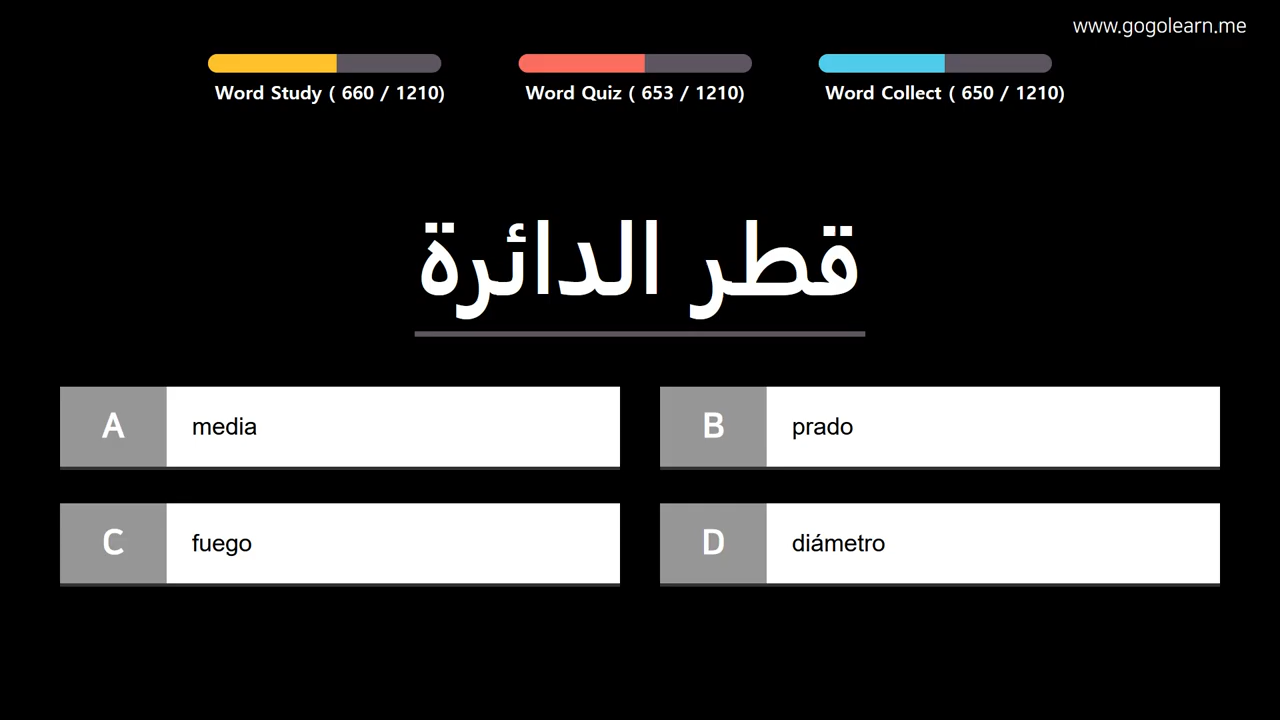 www.gogolearn.me
Word Study ( 660 / 1210)
Word Quiz ( 653 / 1210)
Word Collect ( 650 / 1210)
قطر الدائرة
A media
B prado
C fuego
D diámetro